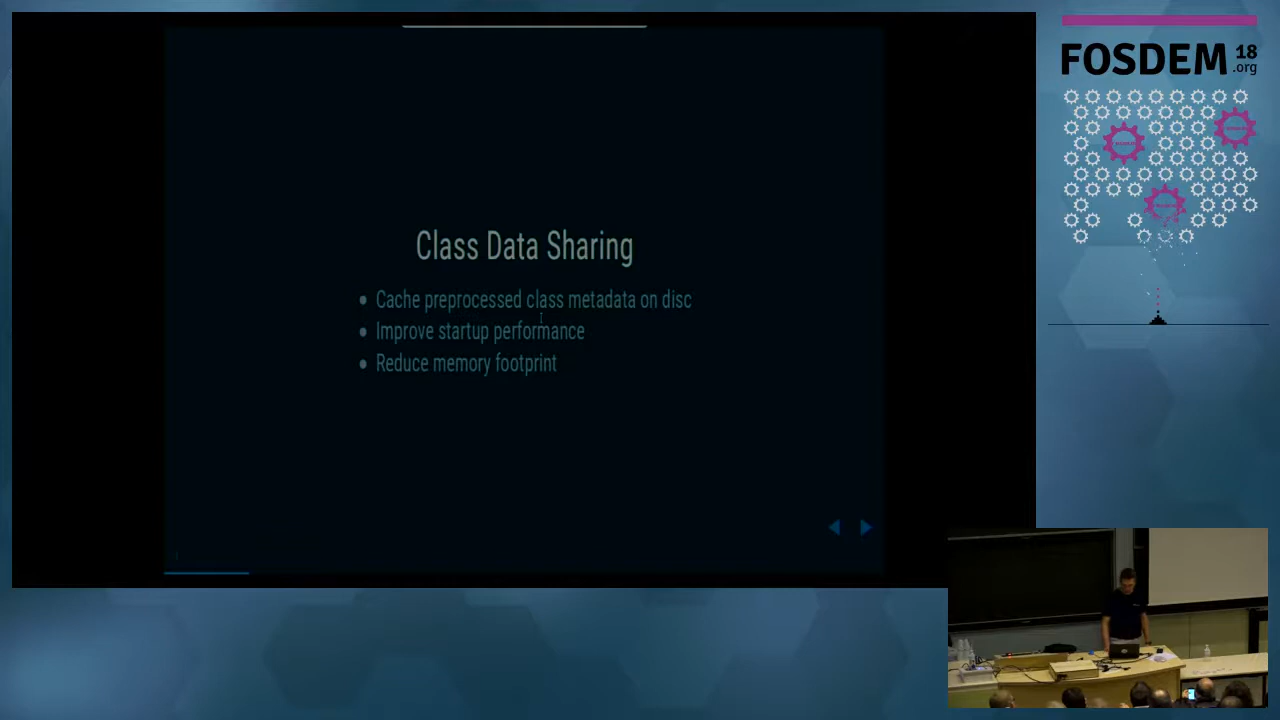 Class Data Sharing
Cache preprocessed class metadata on disc
Improve startup performance
Reduce memory footprint
FOSDEM 18
.org